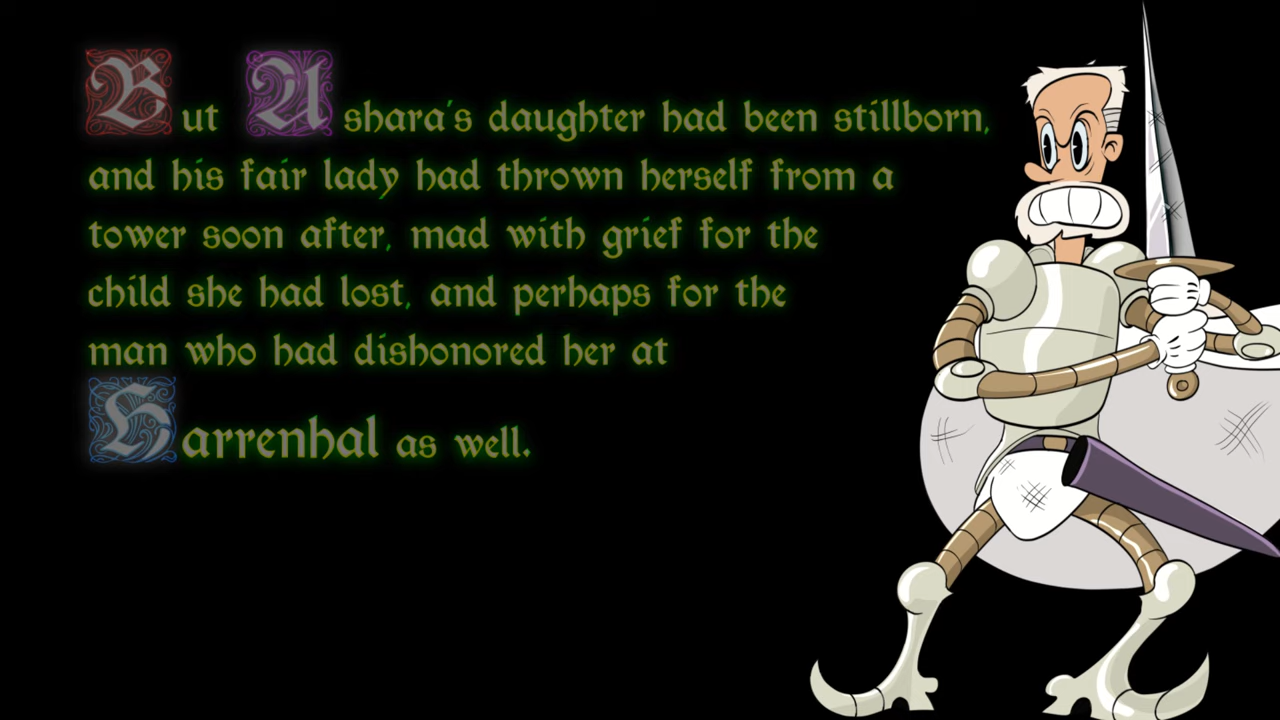 But Ashara's daughter had been stillborn,
and his fair lady had thrown herself from a
tower soon after, mad with grief for the
child she had lost, and perhaps for the
man who had dishonored her at
Harrenhal as well.